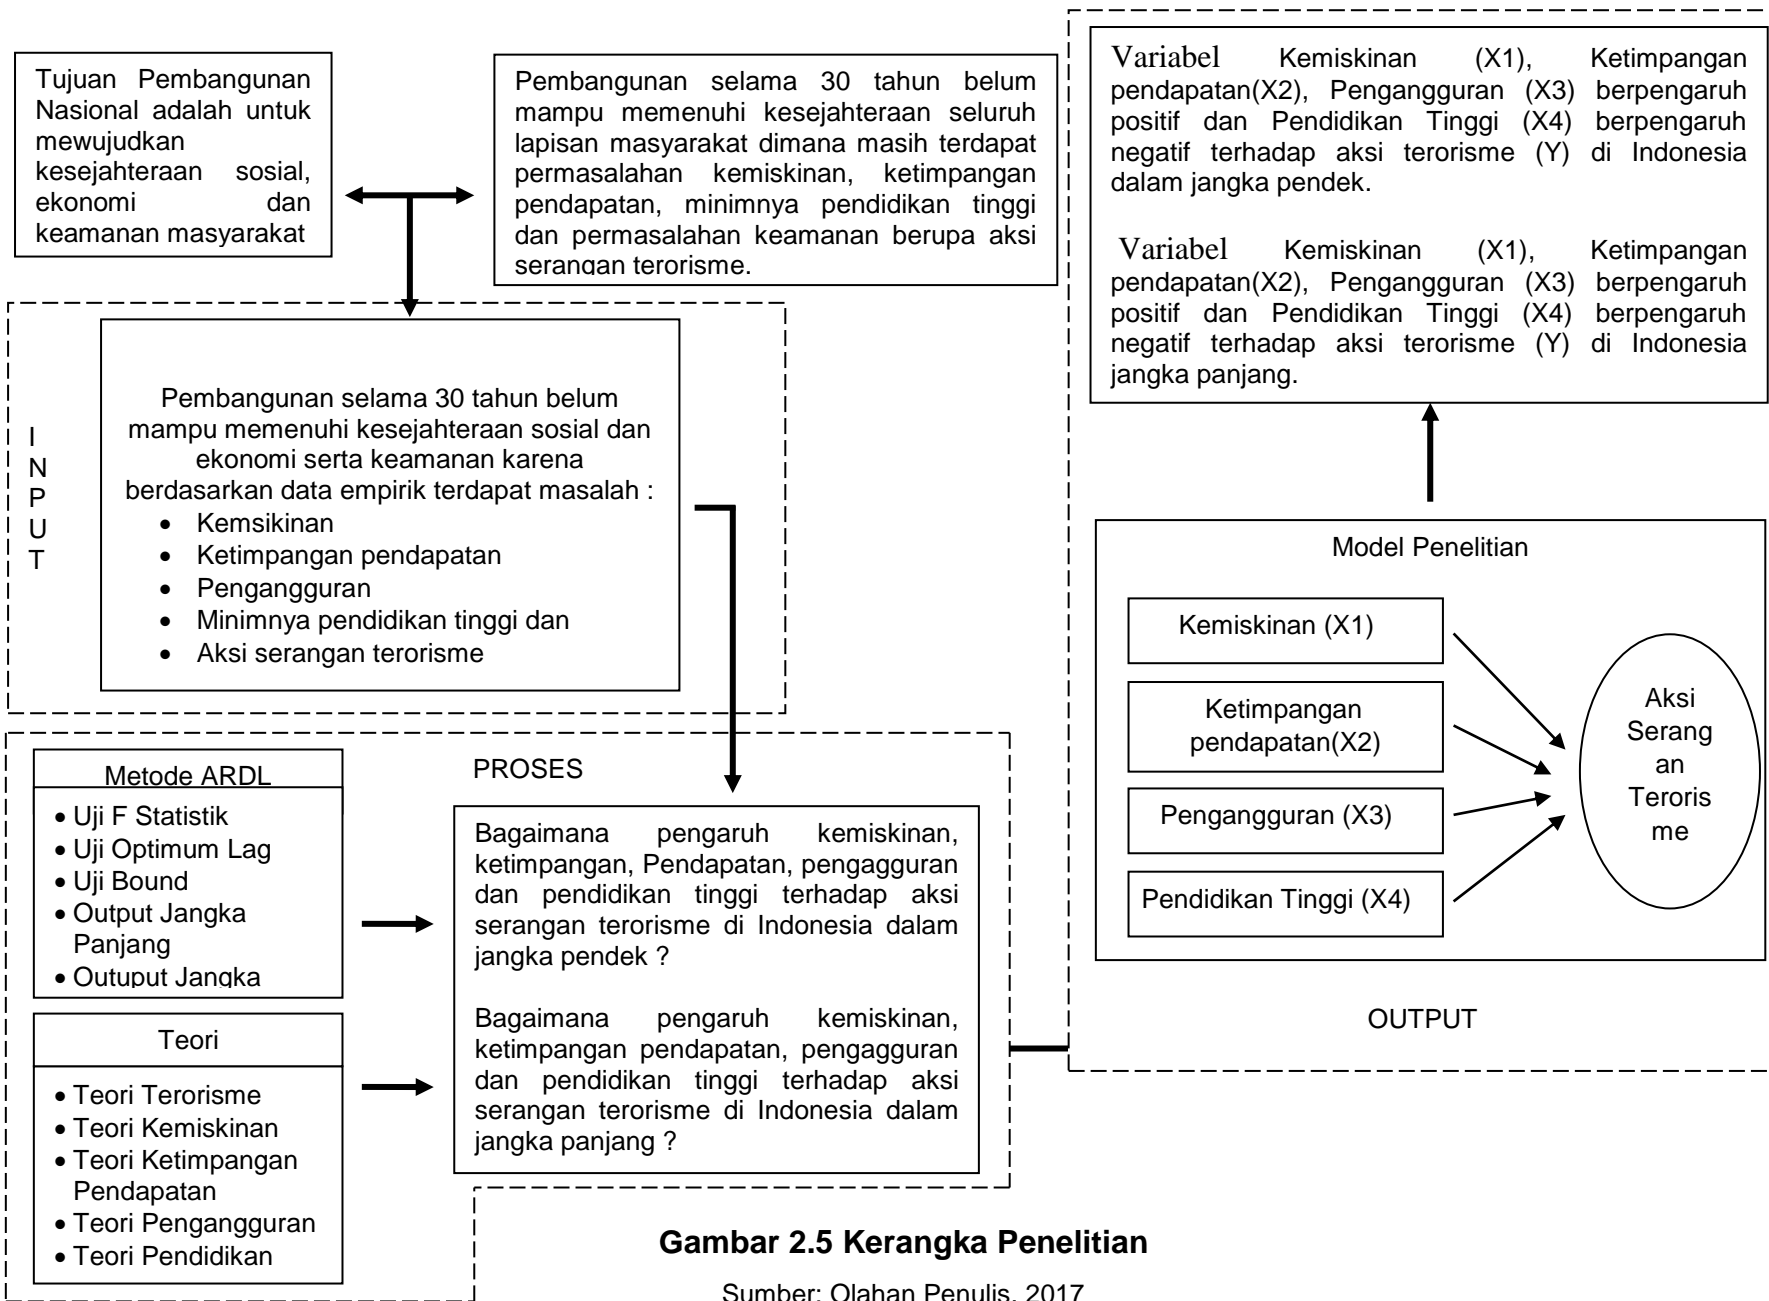 Tujuan Pembangunan
Nasional adalah untuk
mewujudkan
kesejahteraan sosial,
ekonomi dan
keamanan masyarakat
Pembangunan selama 30 tahun belum
mampu memenuhi kesejahteraan seluruh
lapisan masyarakat dimana masih terdapat
permasalahan kemiskinan, ketimpangan
pendapatan, minimnya pendidikan tinggi
dan permasalahan keamanan berupa aksi
serangan terorisme.
INPUT
Pembangunan selama 30 tahun belum
mampu memenuhi kesejahteraan sosial dan
ekonomi serta keamanan karena
berdasarkan data empirik terdapat masalah :
• Kemsikinan
• Ketimpangan pendapatan
• Pengangguran
• Minimnya pendidikan tinggi dan
• Aksi serangan terorisme
PROSES
Metode ARDL
• Uji F Statistik
• Uji Optimum Lag
• Uji Bound
• Output Jangka
Panjang
• Outuput Jangka
Teori
• Teori Terorisme
• Teori Kemiskinan
• Teori Ketimpangan
Pendapatan
• Teori Pengangguran
• Teori Pendidikan
Bagaimana pengaruh kemiskinan,
ketimpangan, Pendapatan, pengagguran
dan pendidikan tinggi terhadap aksi
serangan terorisme di Indonesia dalam
jangka pendek ?
Bagaimana pengaruh kemiskinan,
ketimpangan pendapatan, pengagguran
dan pendidikan tinggi terhadap aksi
serangan terorisme di Indonesia dalam
jangka panjang ?
Variabel Kemiskinan (X1), Ketimpangan
pendapatan(X2), Pengangguran (X3) berpengaruh
positif dan Pendidikan Tinggi (X4) berpengaruh
negatif terhadap aksi terorisme (Y) di Indonesia
dalam jangka pendek.
Variabel Kemiskinan (X1), Ketimpangan
pendapatan(X2), Pengangguran (X3) berpengaruh
positif dan Pendidikan Tinggi (X4) berpengaruh
negatif terhadap aksi terorisme (Y) di Indonesia
jangka panjang.
Model Penelitian
Kemiskinan (X1)
Ketimpangan
pendapatan(X2)
Pengangguran (X3)
Pendidikan Tinggi (X4)
Aksi
Serang
an
Teroris
me
OUTPUT
Gambar 2.5 Kerangka Penelitian
Sumber: Olahan Penulis, 2017